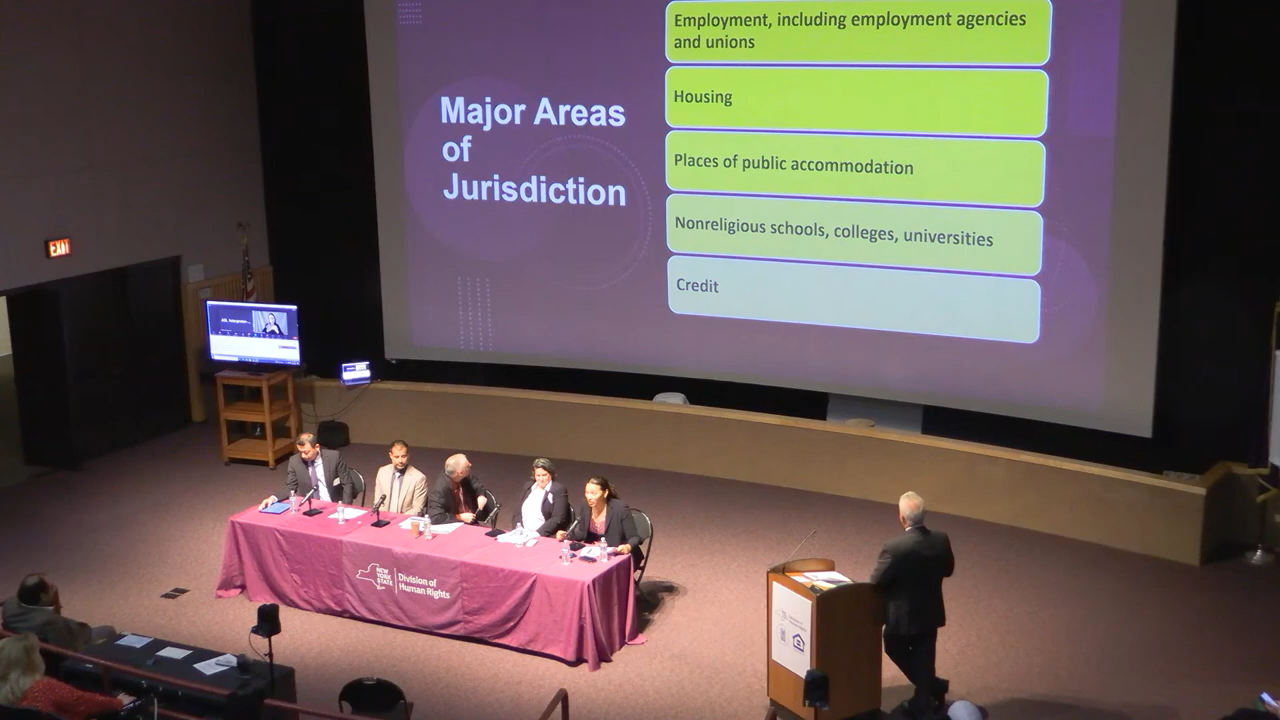 Major Areas
of
Jurisdiction
Employment, including employment agencies
and unions
Housing
Places of public accommodation
Nonreligious schools, colleges, universities
Credit
EXIT
NEW
YORK
STATE
Division of
Human Rights